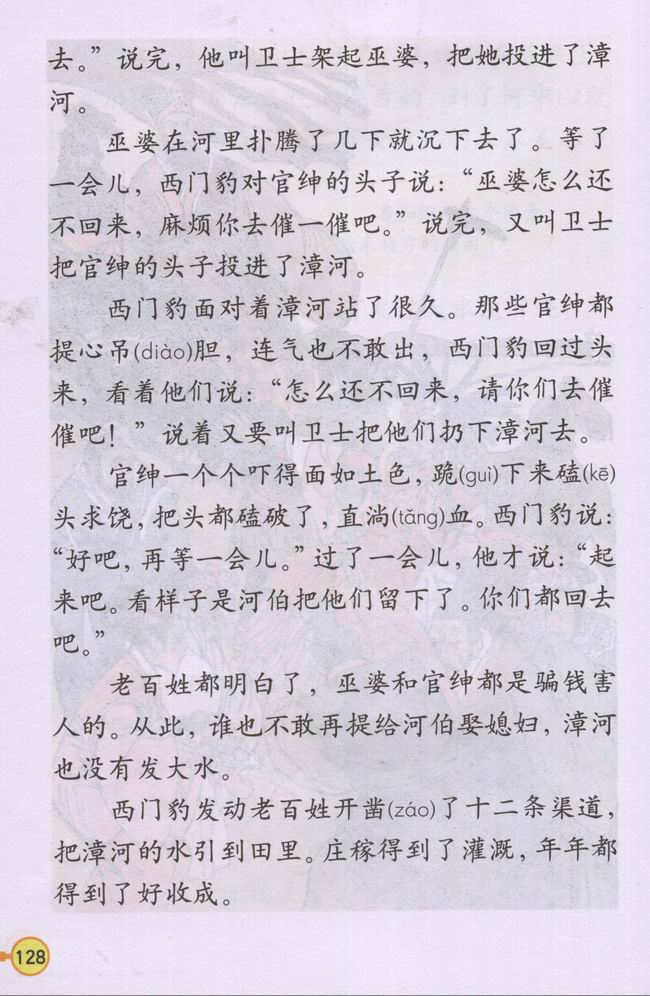 去。”说完，他叫卫士架起巫婆，把她投进了漳
河。
巫婆在河里扑腾了几下就沉下去了。等了
一会儿，西门豹对官绅的头子说：“巫婆怎么还
不回来，麻烦你去催一催吧。”说完，又叫卫士
把官绅的头子投进了漳河。
西门豹面对着漳河站了很久。那些官绅都
提心吊(diào)胆，连气也不敢出，西门豹回过头
来，看着他们说：“怎么还不回来，请你们去催
催吧！”说着又要叫卫士把他们扔下漳河去。
官绅一个个吓得面如土色，跪(guì)下来磕(kē)
头求饶，把头都磕破了，直淌(tǎng)血。西门豹说：
“好吧，再等一会儿。”过了一会儿，他才说：“起
来吧。看样子是河伯把他们留下了。你们都回去
吧。”
老百姓都明白了，巫婆和官绅都是骗钱害
人的。从此，谁也不敢再提给河伯娶媳妇，漳河
也没有发大水。
西门豹发动老百姓开凿(záo)了十二条渠道，
把漳河的水引到田里。庄稼得到了灌溉，年年都
得到了好收成。
128